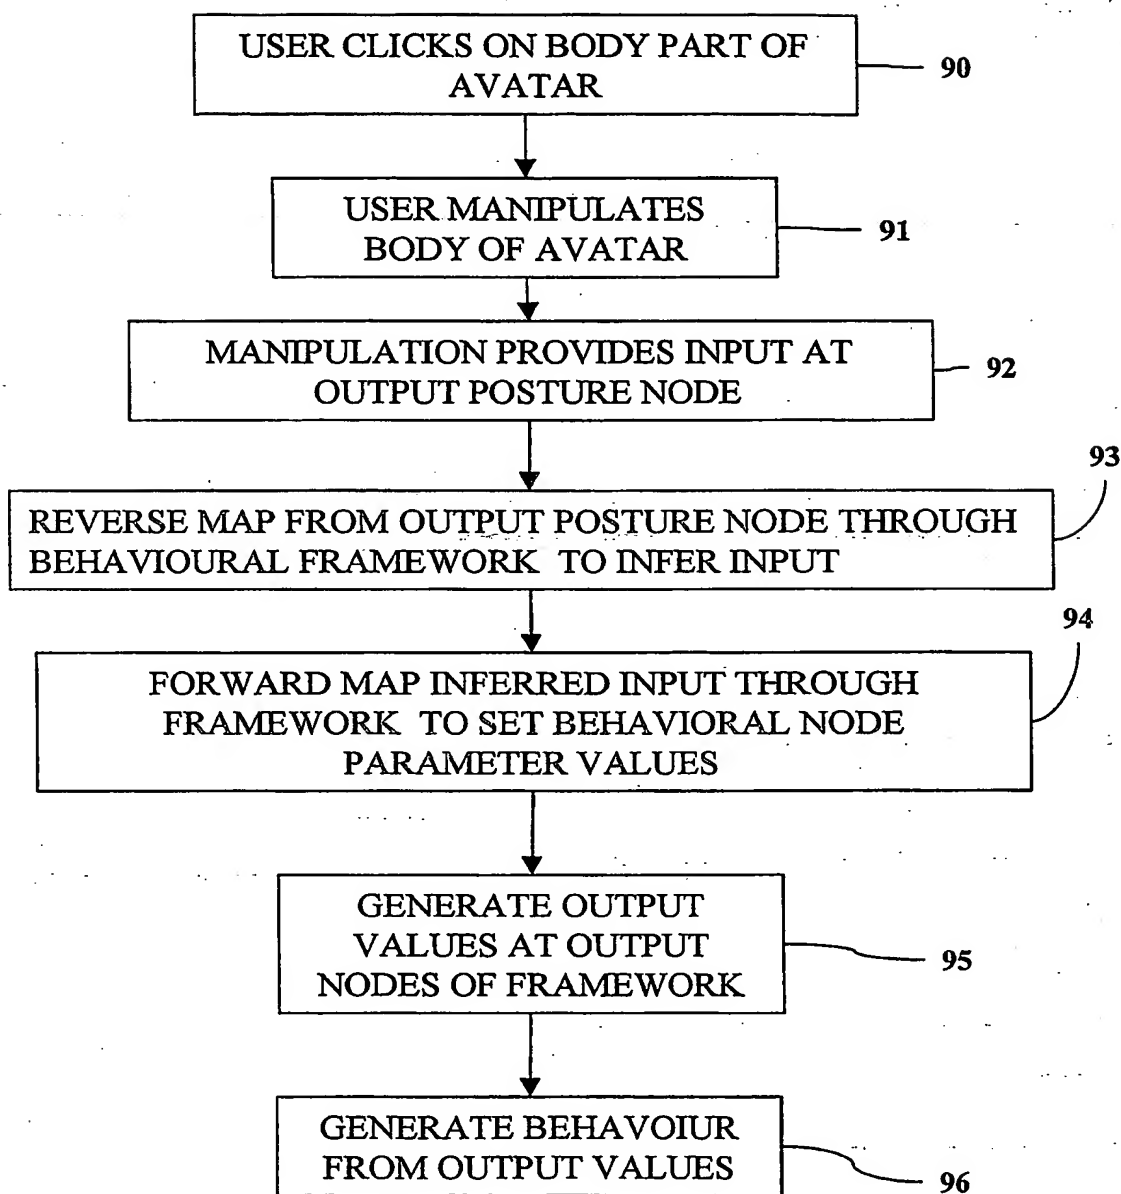 USER CLICKS ON BODY PART OF
AVATAR
90
USER MANIPULATES
BODY OF AVATAR
91
MANIPULATION PROVIDES INPUT AT
OUTPUT POSTURE NODE
92
93
REVERSE MAP FROM OUTPUT POSTURE NODE THROUGH
BEHAVIOURAL FRAMEWORK TO INFER INPUT
94
FORWARD MAP INFERRED INPUT THROUGH
FRAMEWORK TO SET BEHAVIORAL NODE
PARAMETER VALUES
GENERATE OUTPUT
VALUES AT OUTPUT
NODES OF FRAMEWORK
95
GENERATE BEHAVOIUR
FROM OUTPUT VALUES
96